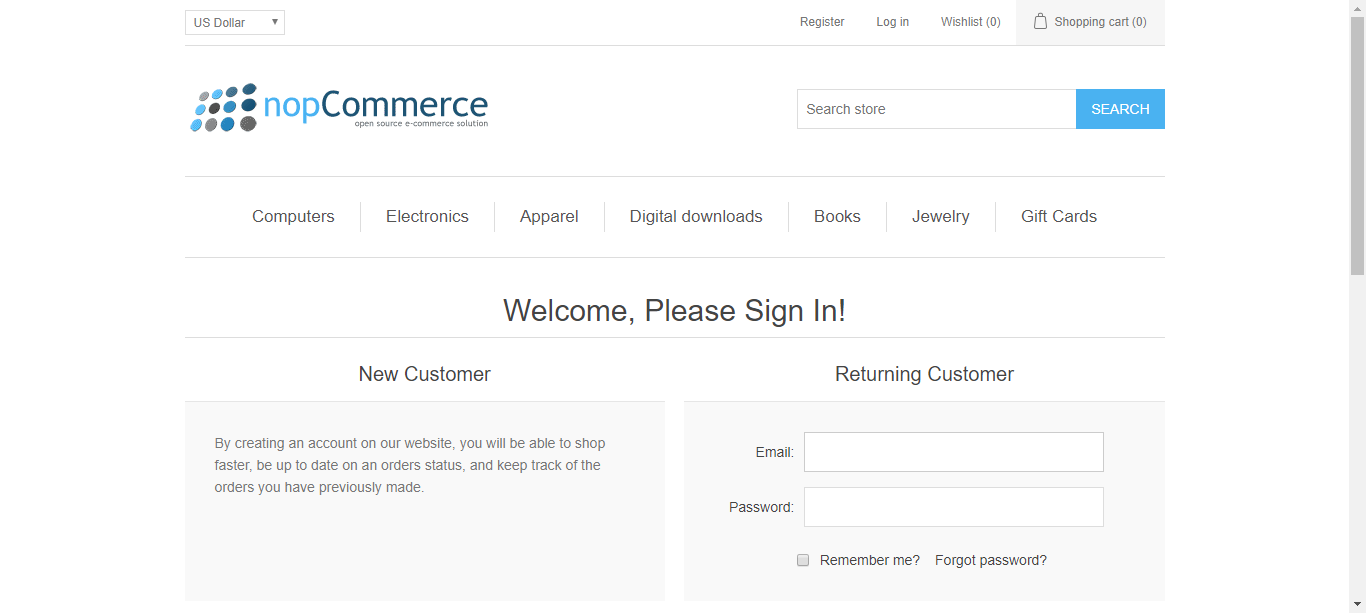 US Dollar
Register
Log in
Wishlist (0)
Shopping cart (0)
nopCommerce
open source e-commerce solution
Search store
SEARCH
Computers
Electronics
Apparel
Digital downloads
Books
Jewelry
Gift Cards
Welcome, Please Sign In!
New Customer
By creating an account on our website, you will be able to shop
faster, be up to date on an orders status, and keep track of the
orders you have previously made.
Returning Customer
Email:
Password:
Remember me?
Forgot password?